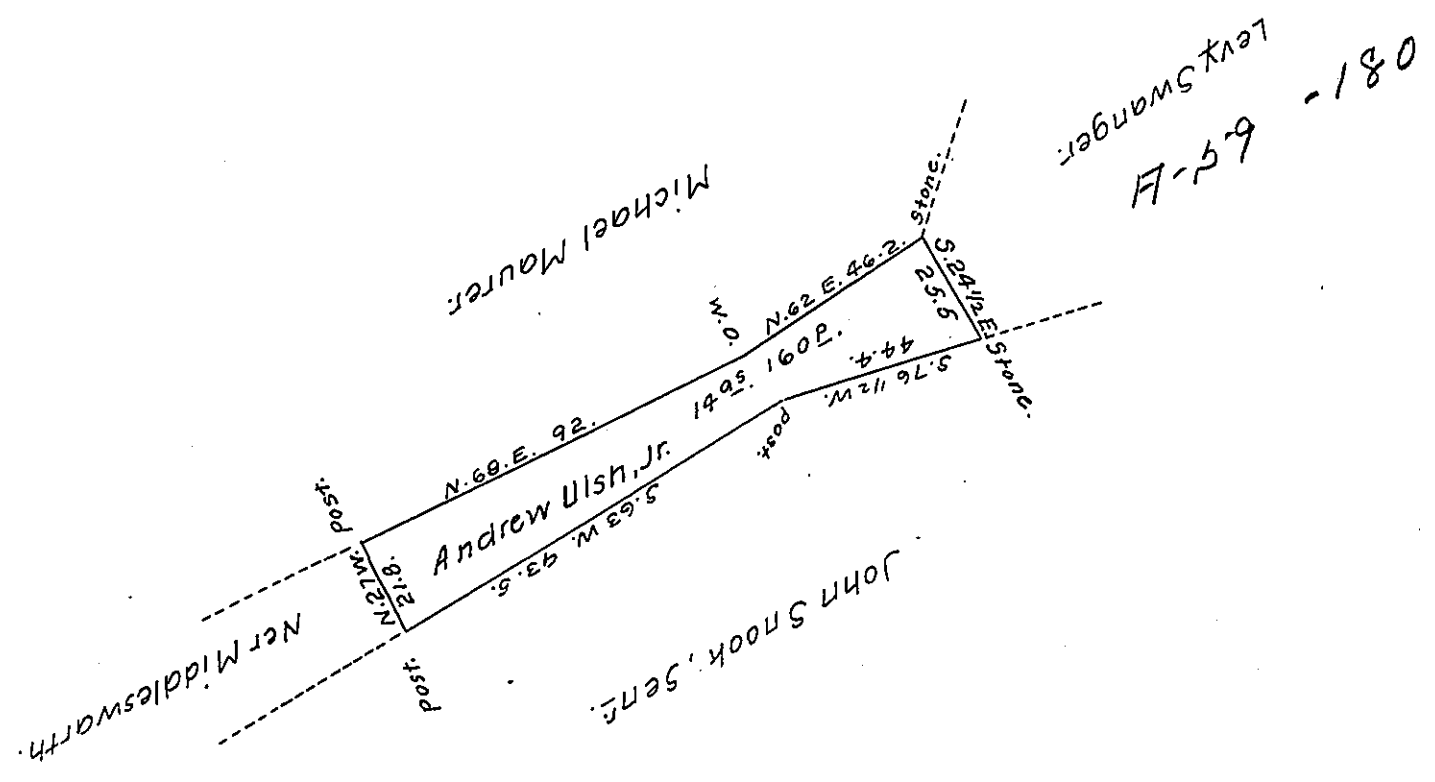 Levy Swanger.
A-59 -180
Michael Maurer.
Stone.
W.O.
N.62 E. 46.2.
S.24 1/2 E.
25.5
Stone.
14as. 160p.
S.76 1/2 W.
44.4.
post.
N.68.E. 92.
Andrew Ulsh, Jr.
S.63 W. 93.5.
post.
N.27W.
21.8.
post.
Ner Middleswarth.
John Snook, Senr.